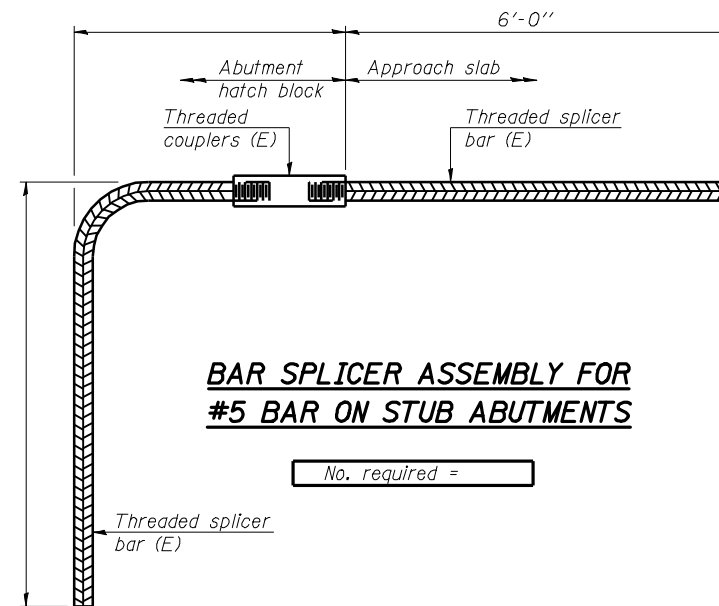 6'-0"
Abutment
hatch block
Approach slab
Threaded
couplers (E)
Threaded splicer
bar (E)
BAR SPLICER ASSEMBLY FOR
#5 BAR ON STUB ABUTMENTS
No. required =
Threaded splicer
bar (E)